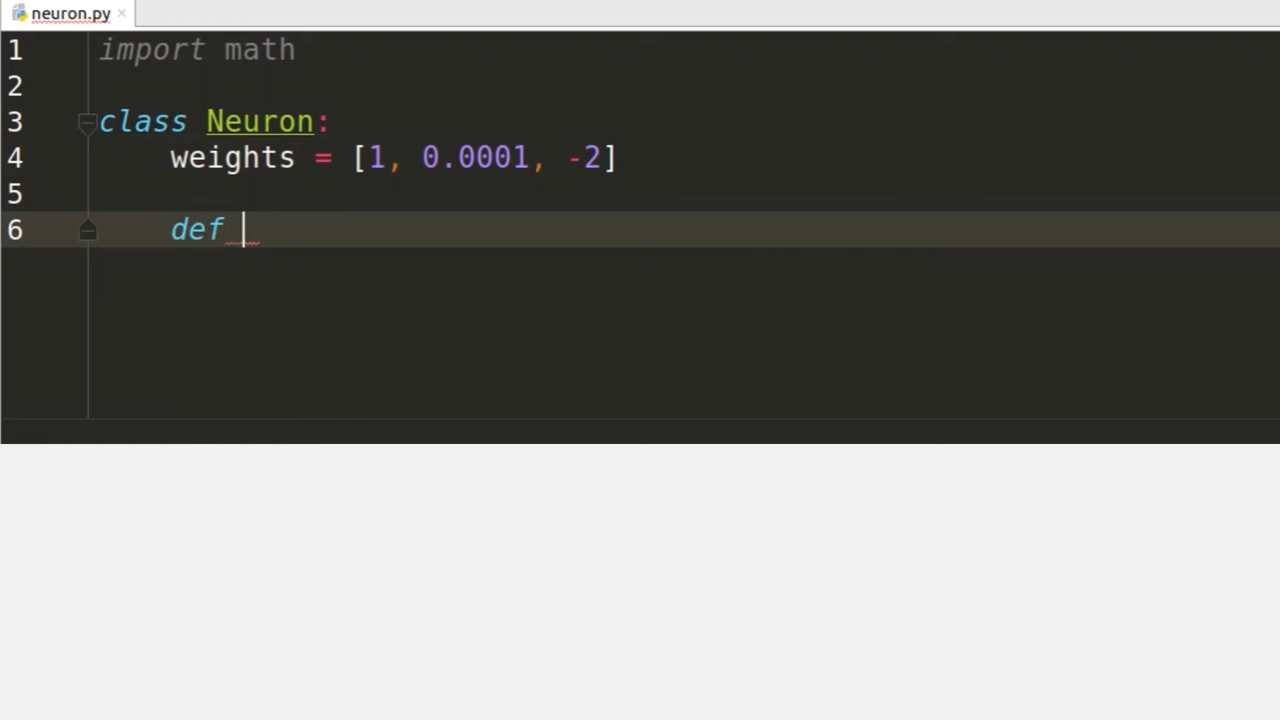 neuron.py
1 import math
2
3 class Neuron:
4 weights = [1, 0.0001, -2]
5
6 def